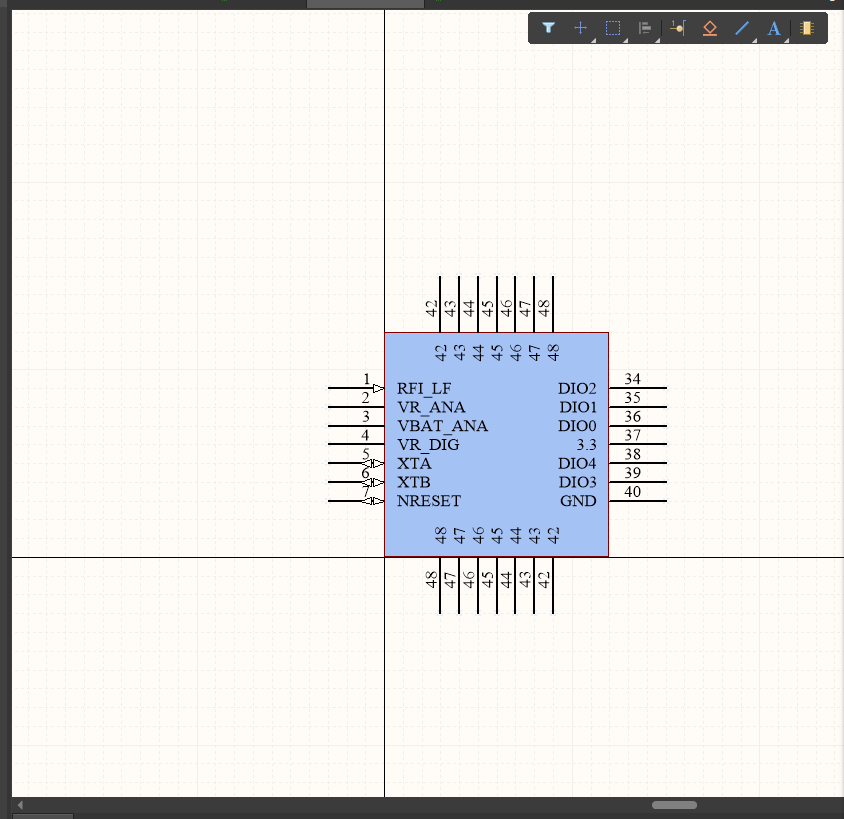 A
42 43 44 45 46 47 48
42 43 44 45 46 47 48
1 RFI_LF DIO2 34
2 VR_ANA DIO1 35
3 VBAT_ANA DIO0 36
4 VR_DIG 3.3 37
5 XTA DIO4 38
6 XTB DIO3 39
7 NRESET GND 40
48 47 46 45 44 43 42
48 47 46 45 44 43 42